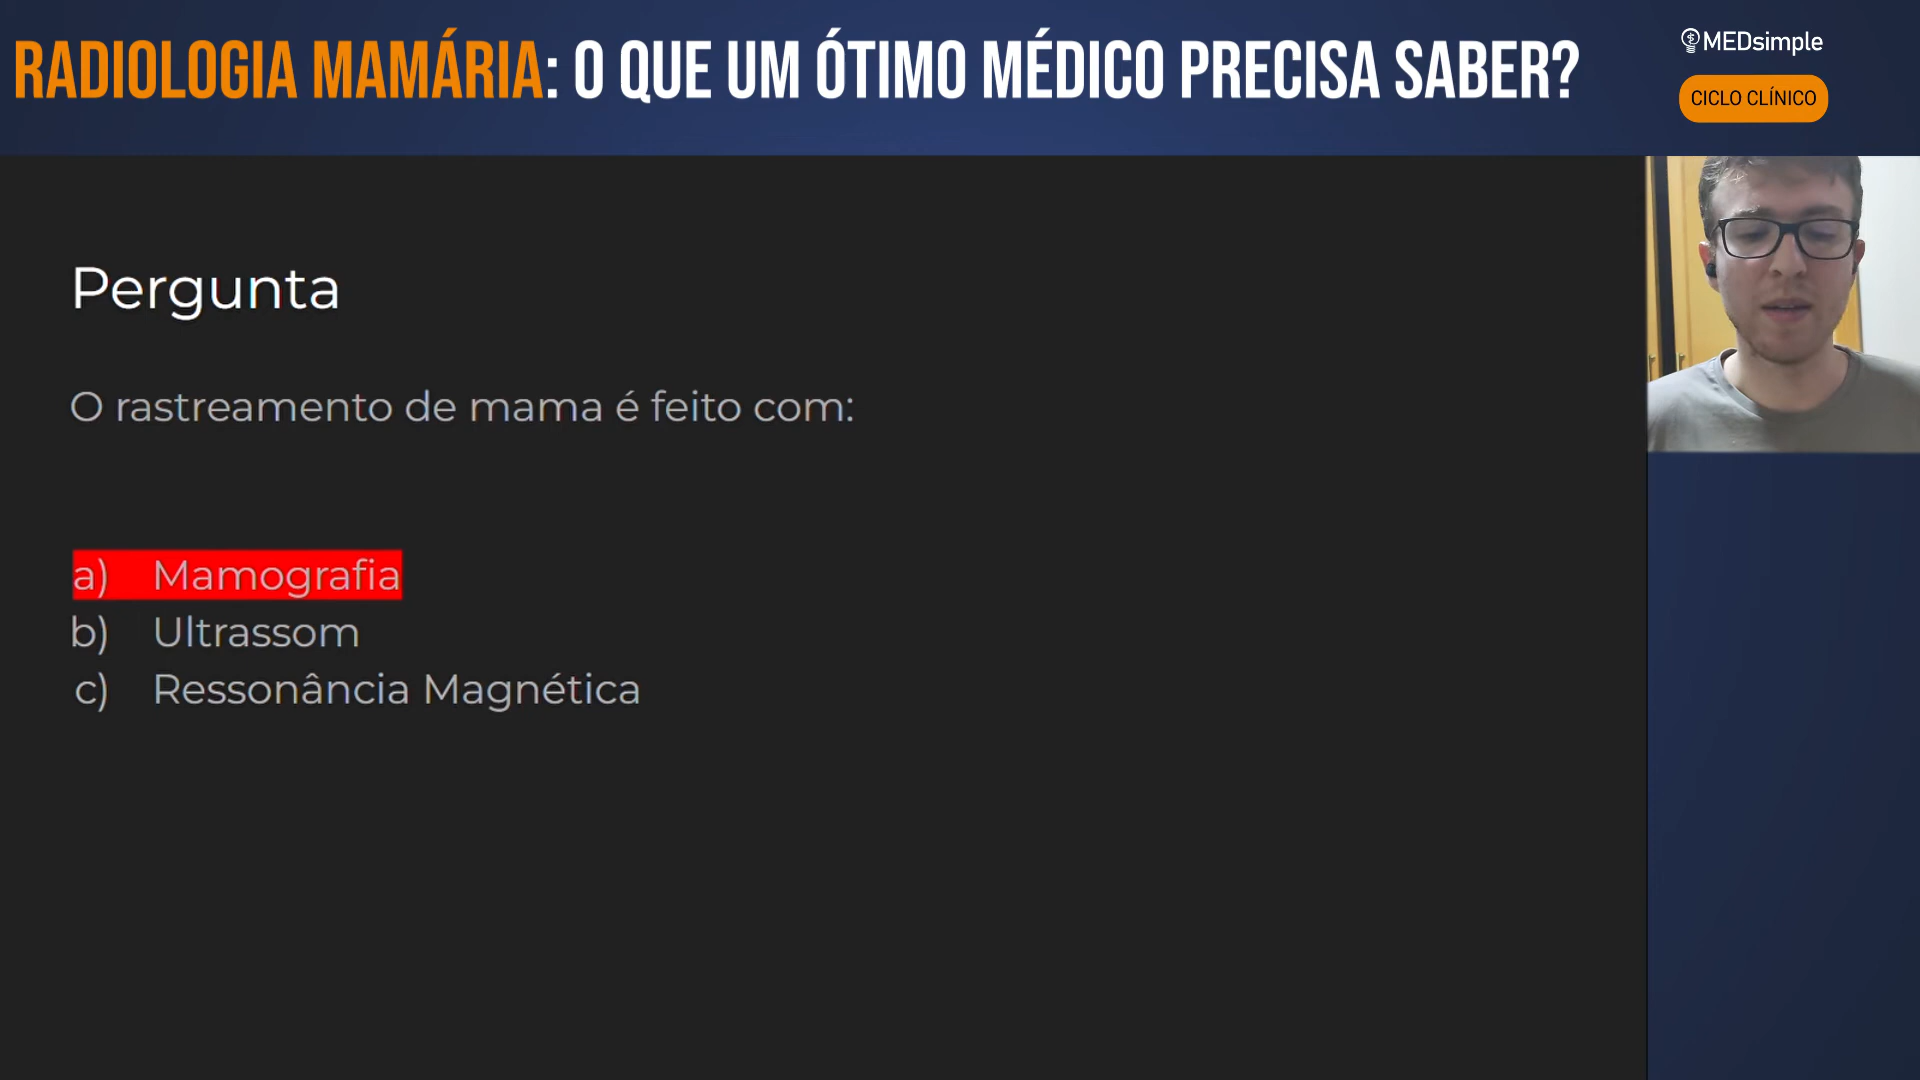 RADIOLOGIA MAMÁRIA: O QUE UM ÓTIMO MÉDICO PRECISA SABER?
MEDsimple
CICLO CLÍNICO
Pergunta
O rastreamento de mama é feito com:
a) Mamografia
b) Ultrassom
c) Ressonância Magnética